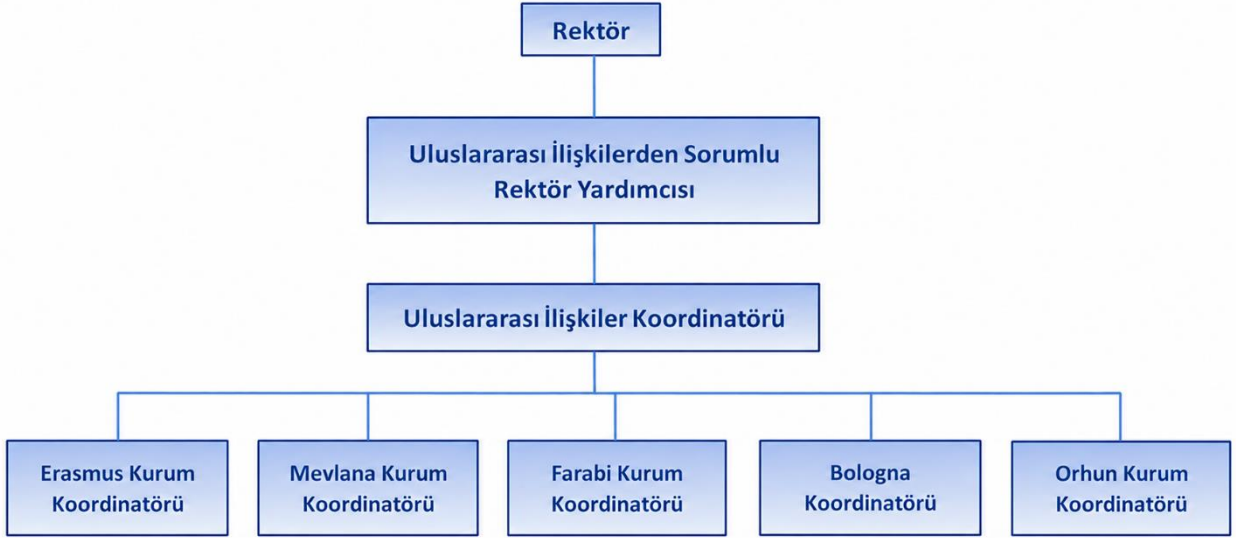 Rektör
Uluslararası İlişkilerden Sorumlu
Rektör Yardımcısı
Uluslararası İlişkiler Koordinatörü
Erasmus Kurum
Koordinatörü
Mevlana Kurum
Koordinatörü
Farabi Kurum
Koordinatörü
Bologna
Koordinatörü
Orhun Kurum
Koordinatörü